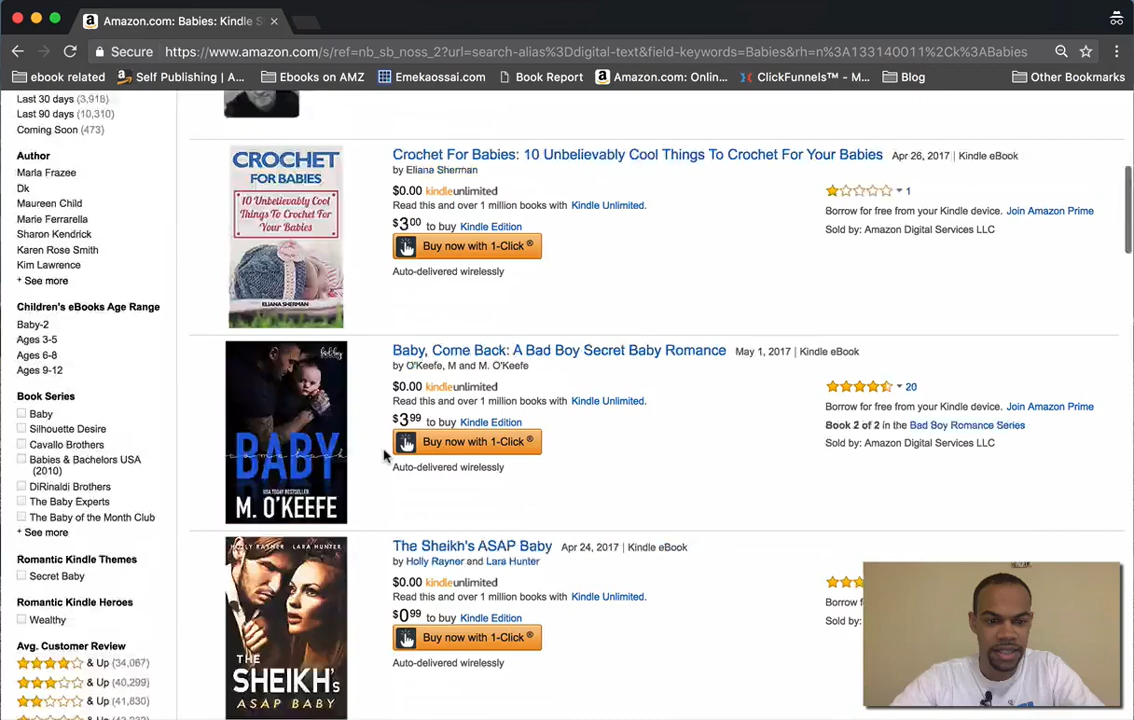 Amazon.com: Babies: Kindle S
Secure
https://www.amazon.com/s/ref=nb_sb_noss_2?url=search-alias%3Ddigital-text&field-keywords=Babies&rh=n%3A133140011%2Ck%3ABabies
ebook related
Self Publishing | A...
Ebooks on AMZ
Emekaossai.com
Book Report
Amazon.com: Onlin...
ClickFunnels™ – M...
Blog
Other Bookmarks
Last 30 days (3,918)
Last 90 days (10,310)
Coming Soon (473)
Author
Marla Frazee
Dk
Maureen Child
Marie Ferrarella
Sharon Kendrick
Karen Rose Smith
Kim Lawrence
+ See more
Children's eBooks Age Range
Baby-2
Ages 3-5
Ages 6-8
Ages 9-12
Book Series
Baby
Silhouette Desire
Cavallo Brothers
Babies & Bachelors USA
(2010)
DiRinaldi Brothers
The Baby Experts
The Baby of the Month Club
+ See more
Romantic Kindle Themes
Secret Baby
Romantic Kindle Heroes
Wealthy
Avg. Customer Review
& Up (34,067)
& Up (40,299)
& Up (41,830)
CROCHET
FOR BABIES
10 Unbelievably Cool
Things To Crochet For
Your Babies
ELIANA SHERMAN
Crochet For Babies: 10 Unbelievably Cool Things To Crochet For Your Babies Apr 26, 2017 | Kindle eBook
by Eliana Sherman
$0.00 kindleunlimited
Read this and over 1 million books with Kindle Unlimited.
$3.00 to buy Kindle Edition
Buy now with 1-Click ®
Auto-delivered wirelessly
1
Borrow for free from your Kindle device. Join Amazon Prime
Sold by: Amazon Digital Services LLC
bad boy
BABY
come back
USA TODAY BESTSELLER
M. O'KEEFE
Baby, Come Back: A Bad Boy Secret Baby Romance May 1, 2017 | Kindle eBook
by O'Keefe, M and M. O'Keefe
$0.00 kindleunlimited
Read this and over 1 million books with Kindle Unlimited.
$3.99 to buy Kindle Edition
Buy now with 1-Click ®
Auto-delivered wirelessly
20
Borrow for free from your Kindle device. Join Amazon Prime
Book 2 of 2 in the Bad Boy Romance Series
Sold by: Amazon Digital Services LLC
HOLLY RAYNER LARA HUNTER
THE
SHEIKH's
ASAP BABY
The Sheikh's ASAP Baby Apr 24, 2017 | Kindle eBook
by Holly Rayner and Lara Hunter
$0.00 kindleunlimited
Read this and over 1 million books with Kindle Unlimited.
$0.99 to buy Kindle Edition
Buy now with 1-Click ®
Auto-delivered wirelessly
Borrow f
Sold by: